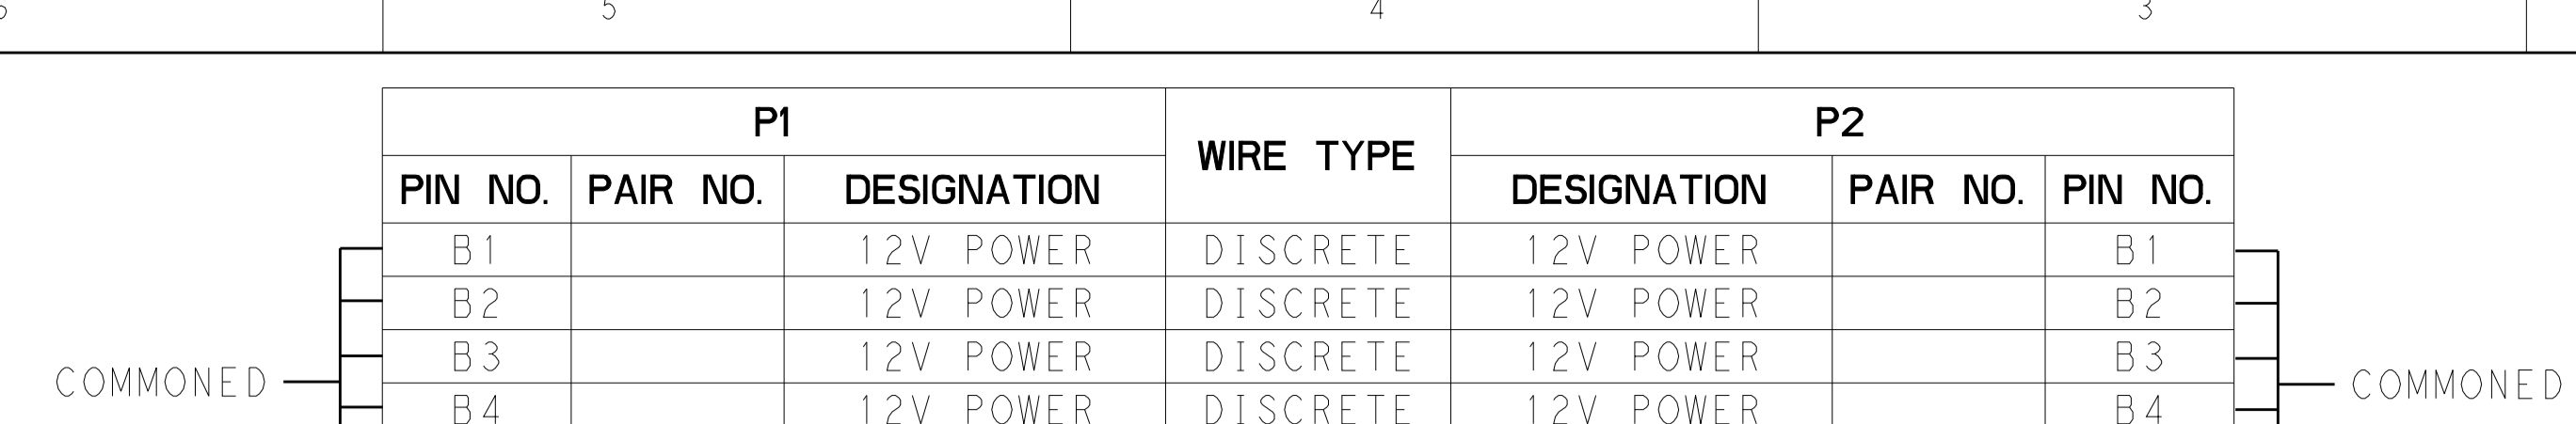 5 4 3
P1 WIRE TYPE P2
PIN NO. PAIR NO. DESIGNATION DESIGNATION PAIR NO. PIN NO.
B1 12V POWER DISCRETE 12V POWER B1
B2 12V POWER DISCRETE 12V POWER B2
B3 12V POWER DISCRETE 12V POWER B3
COMMONED COMMONED
B4 12V POWER DISCRETE 12V POWER B4